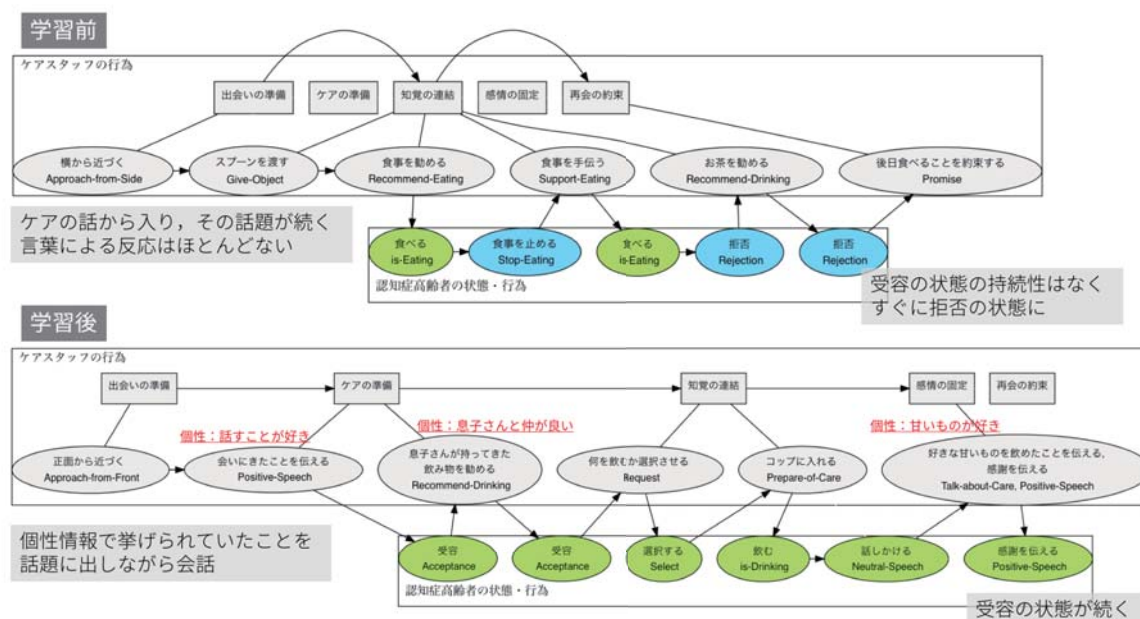 学習前
ケアスタッフの行為
出会いの準備
ケアの準備
知覚の連結
感情の固定
再会の約束
横から近づく
Approach-from-Side
スプーンを渡す
Give-Object
食事を勧める
Recommend-Eating
食事を手伝う
Support-Eating
お茶を勧める
Recommend-Drinking
後日食べることを約束する
Promise
ケアの話から入り，その話題が続く
言葉による反応はほとんどない
食べる
is-Eating
食事を止める
Stop-Eating
食べる
is-Eating
拒否
Rejection
拒否
Rejection
認知症高齢者の状態・行為
受容の状態の持続性はなく
すぐに拒否の状態に
学習後
ケアスタッフの行為
出会いの準備
ケアの準備
知覚の連結
感情の固定
再会の約束
個性：話すことが好き
個性：息子さんと仲が良い
個性：甘いものが好き
正面から近づく
Approach-from-Front
会いにきたことを伝える
Positive-Speech
息子さんが持ってきた
飲み物を勧める
Recommend-Drinking
何を飲むか選択させる
Request
コップに入れる
Prepare-of-Care
好きな甘いものを飲めたことを伝える,
感謝を伝える
Talk-about-Care, Positive-Speech
個性情報で挙げられていたことを
話題に出しながら会話
受容
Acceptance
受容
Acceptance
選択する
Select
飲む
is-Drinking
話しかける
Neutral-Speech
感謝を伝える
Positive-Speech
認知症高齢者の状態・行為
受容の状態が続く